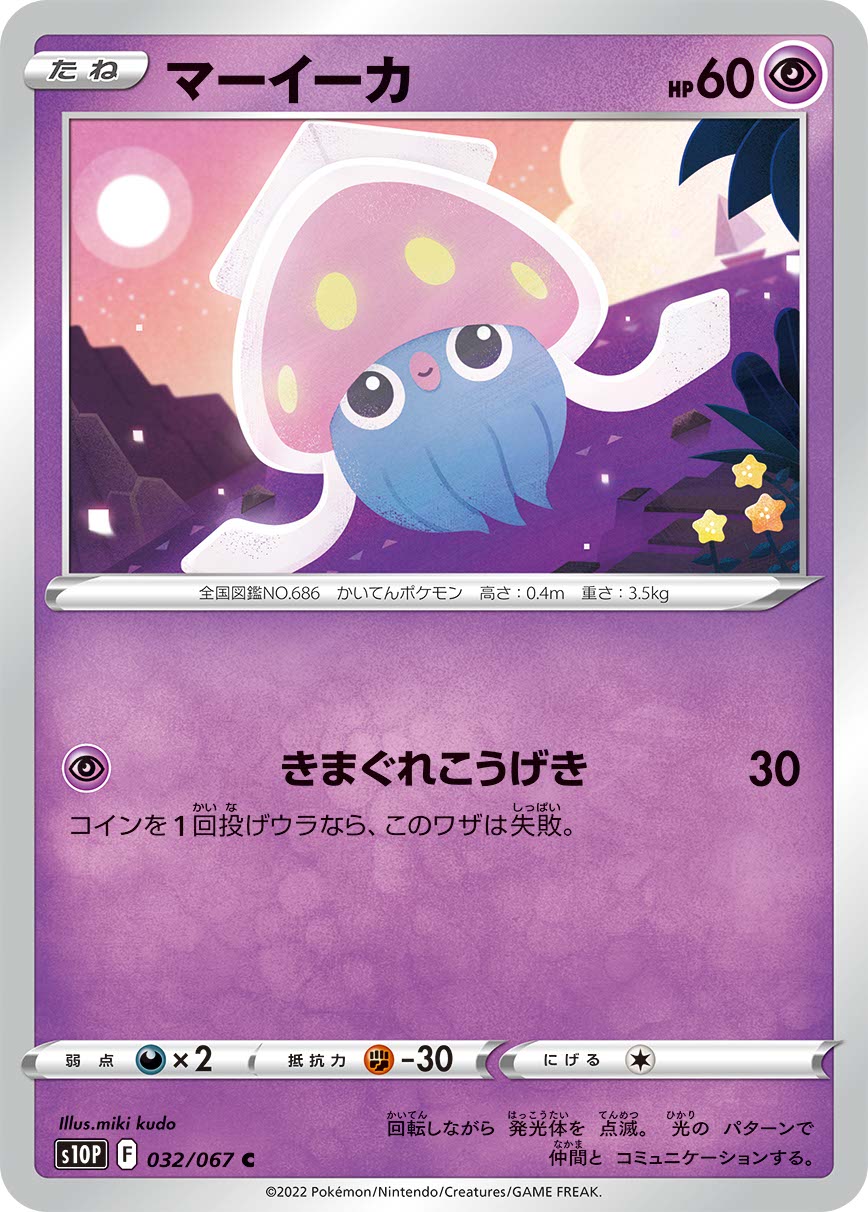 たね マーイーカ HP60
全国図鑑NO.686 かいてんポケモン 高さ：0.4m 重さ：3.5kg
きまぐれこうげき 30
コインを1回投げウラなら、このワザは失敗。
弱点 ×2 抵抗力 -30 にげる
Illus.miki kudo
回転しながら 発光体を 点滅。 光の パターンで
仲間と コミュニケーションする。
s10P F 032/067 C
©2022 Pokémon/Nintendo/Creatures/GAME FREAK.